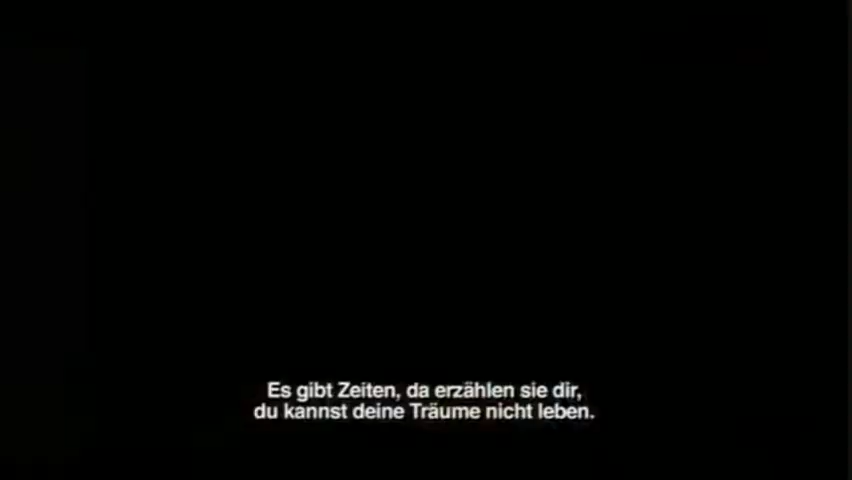 Es gibt Zeiten, da erzählen sie dir,
du kannst deine Träume nicht leben.